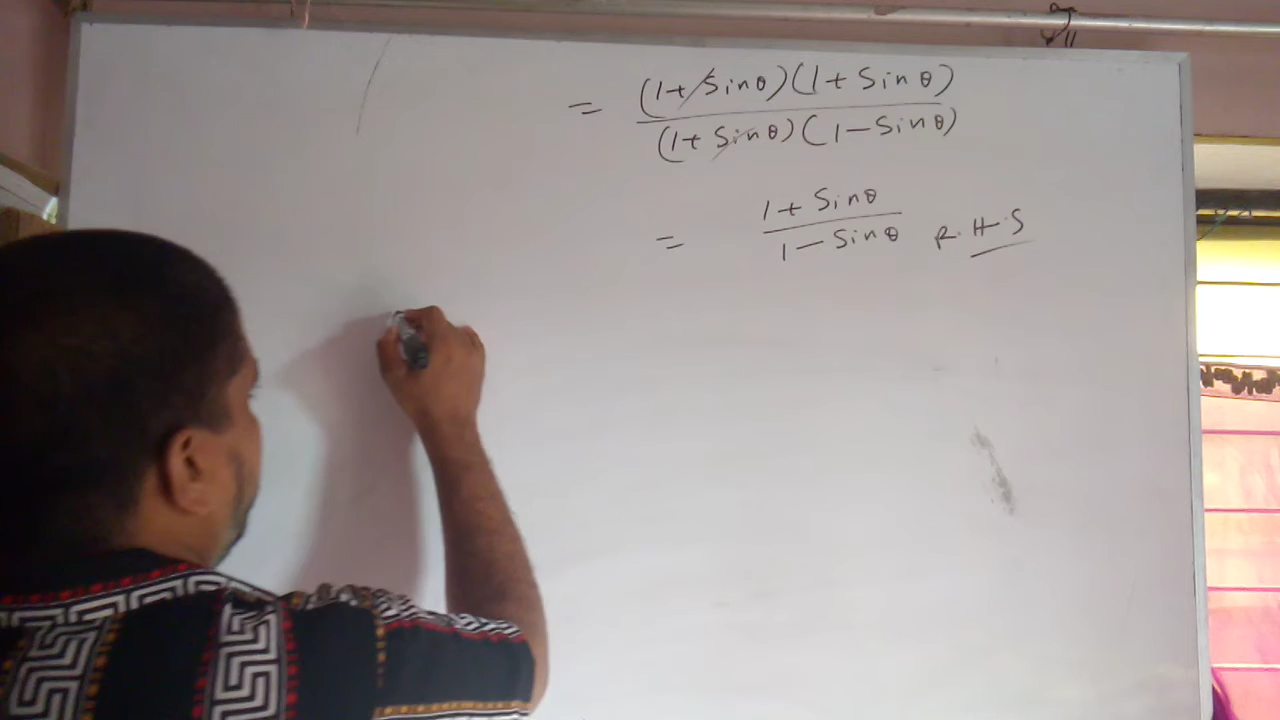 = (1+Sinθ)(1+Sinθ)
(1+Sinθ)(1-Sinθ)
= 1+Sinθ
1-Sinθ R.H.S